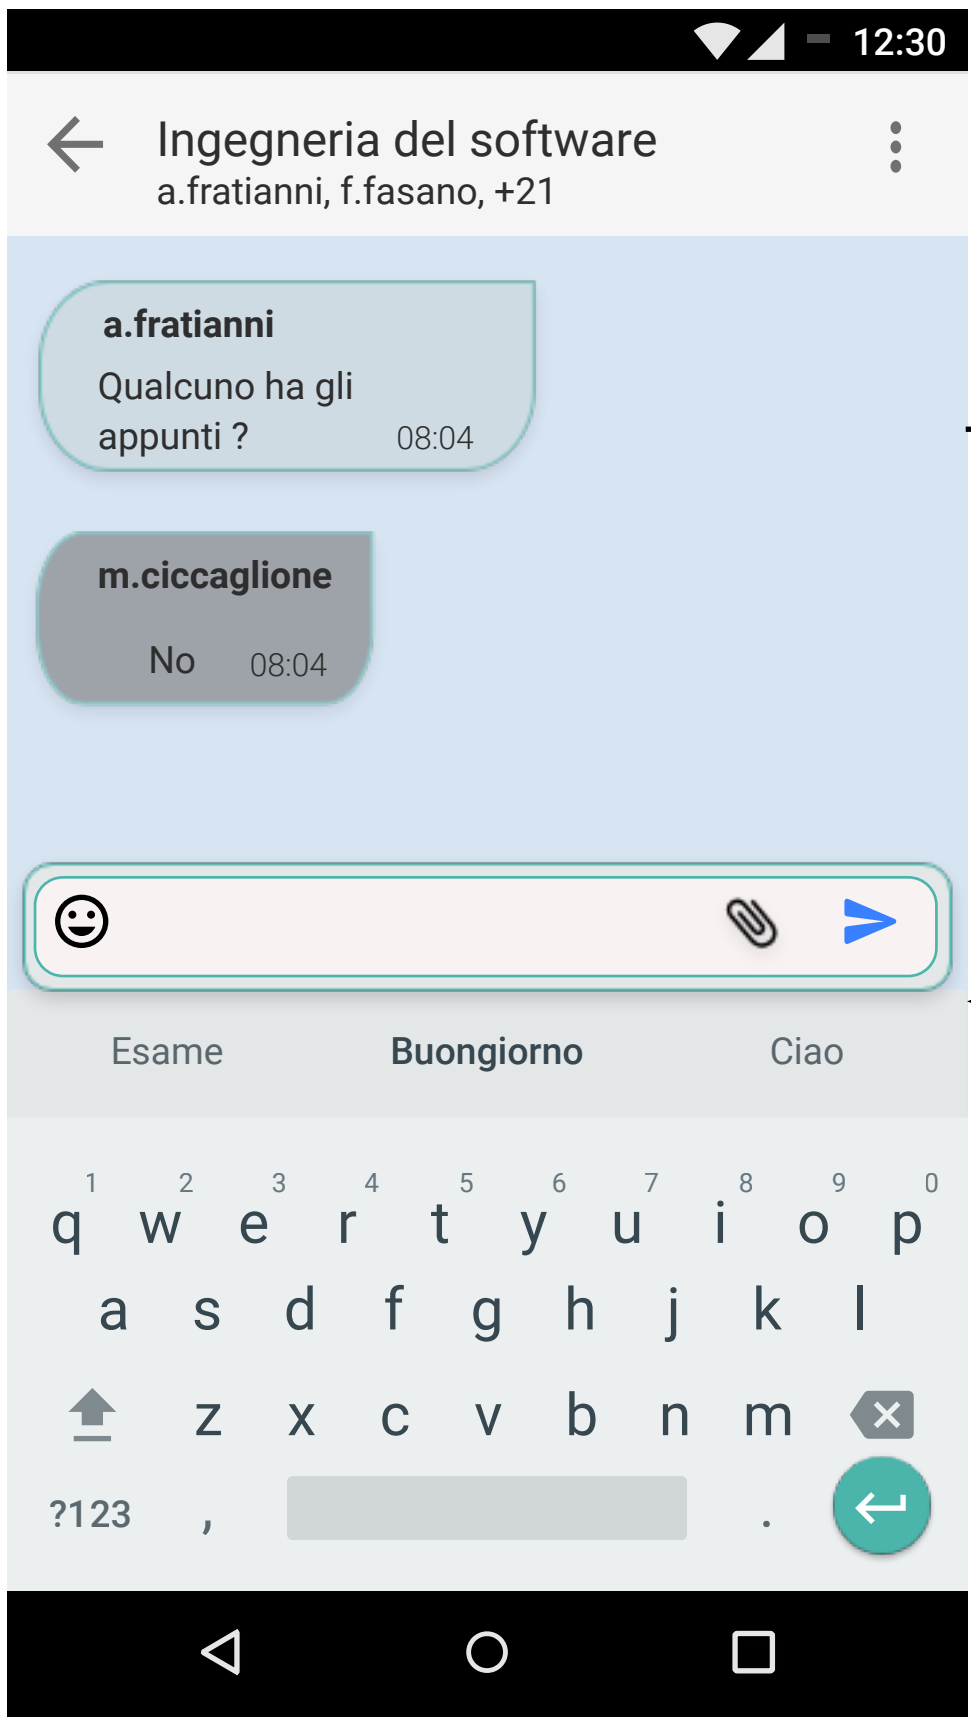 12:30
Ingegneria del software
a.fratianni, f.fasano, +21
a.fratianni
Qualcuno ha gli
appunti ? 08:04
m.ciccaglione
No 08:04
Esame Buongiorno Ciao
1 2 3 4 5 6 7 8 9 0
q w e r t y u i o p
a s d f g h j k l
z x c v b n m
?123 , .